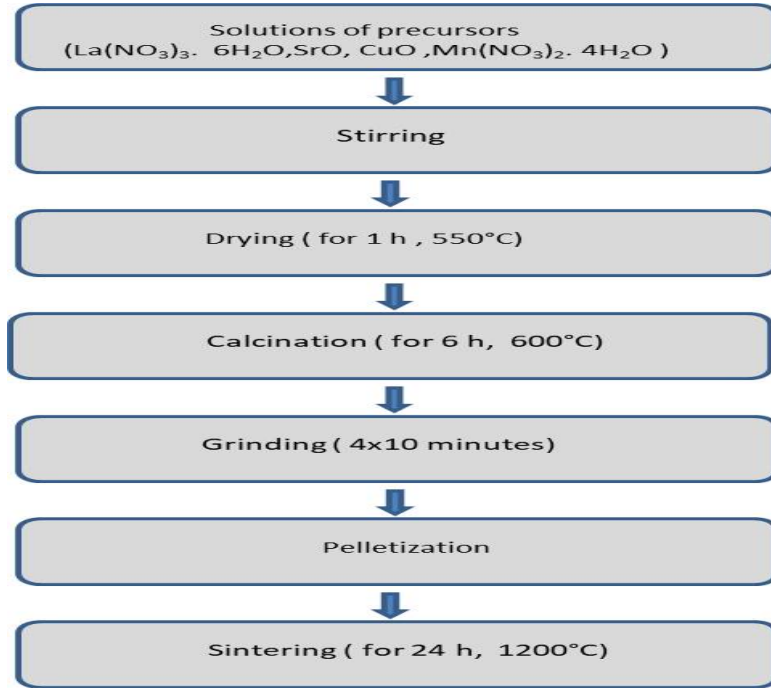 Solutions of precursors
(La(NO₃)₃. 6H₂O,SrO, CuO ,Mn(NO₃)₂. 4H₂O )
Stirring
Drying ( for 1 h , 550°C)
Calcination ( for 6 h, 600°C)
Grinding ( 4x10 minutes)
Pelletization
Sintering ( for 24 h, 1200°C)